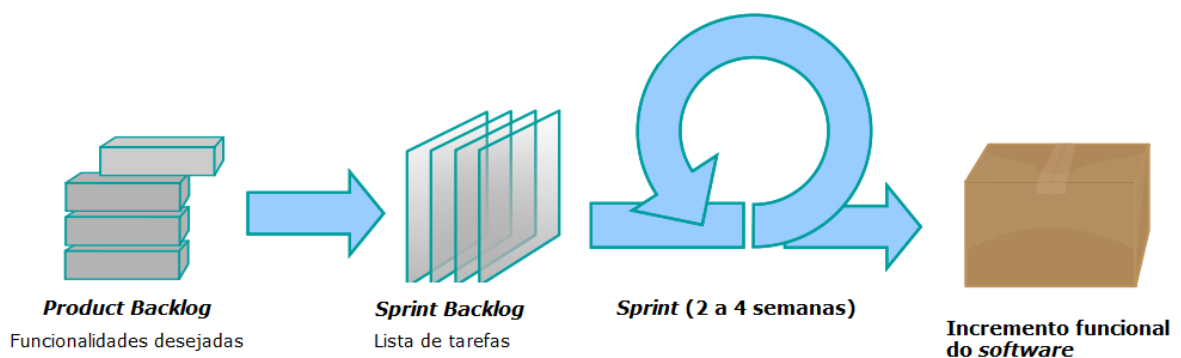 Product Backlog
Funcionalidades desejadas
Sprint Backlog
Lista de tarefas
Sprint (2 a 4 semanas)
Incremento funcional
do software